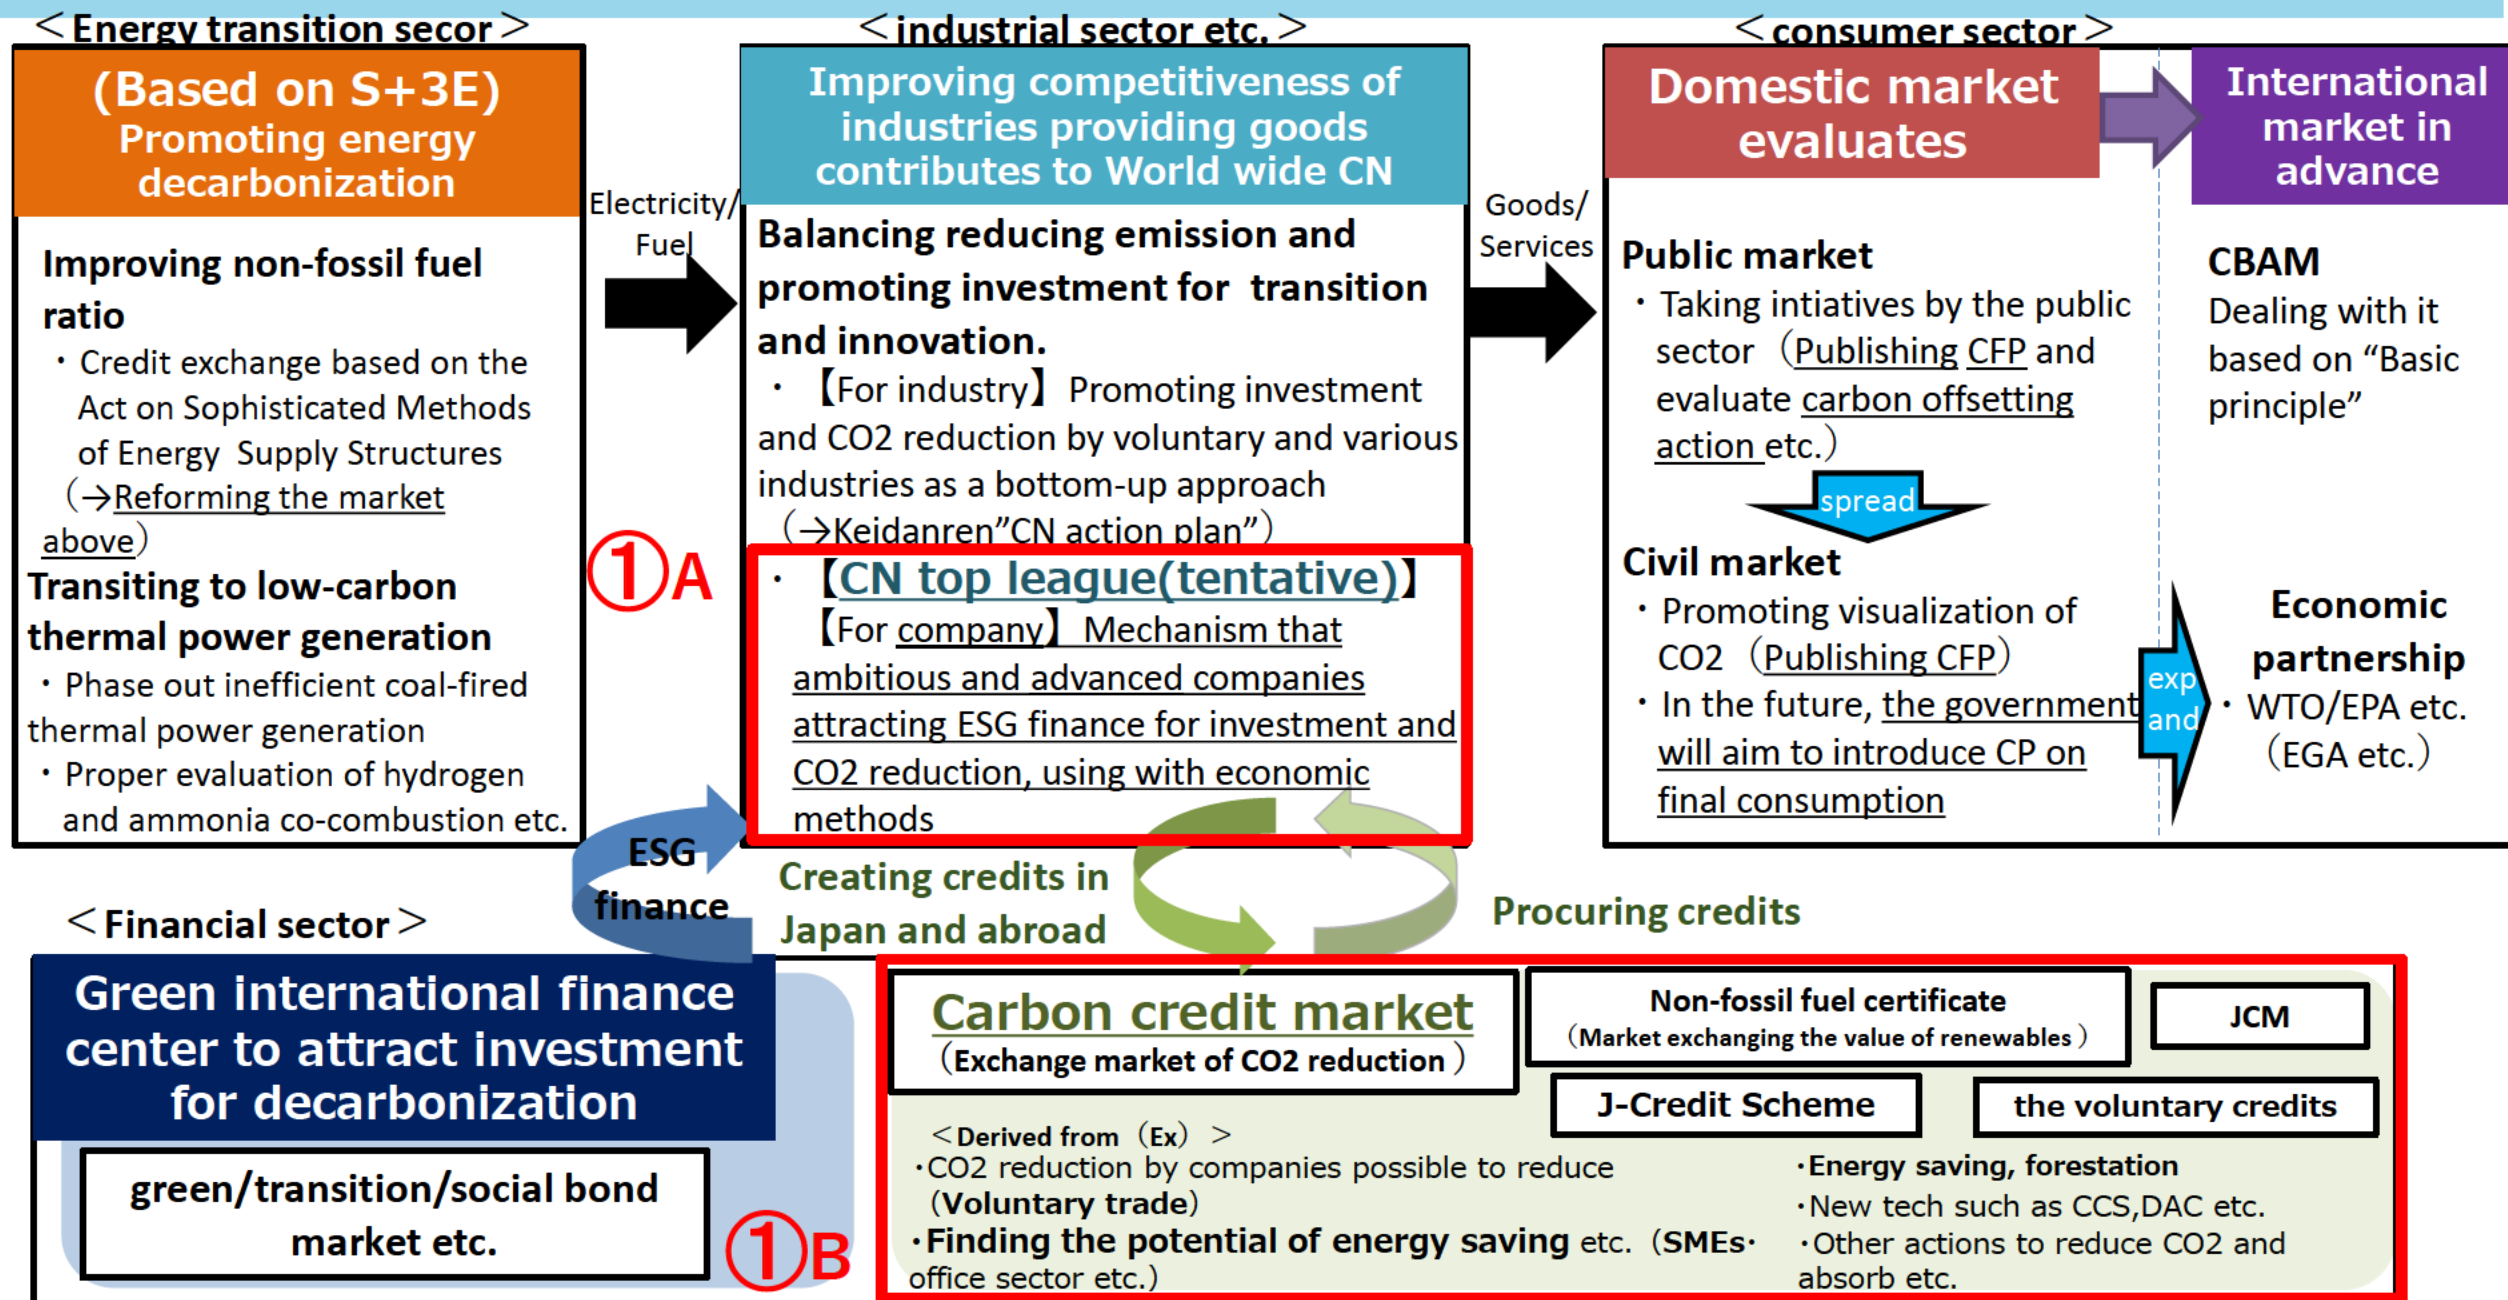 ＜Energy transition secor＞
(Based on S+3E)
Promoting energy
decarbonization
Improving non-fossil fuel
ratio
・Credit exchange based on the
Act on Sophisticated Methods
of Energy Supply Structures
（→Reforming the market
above）
Transiting to low-carbon
thermal power generation
・Phase out inefficient coal-fired
thermal power generation
・Proper evaluation of hydrogen
and ammonia co-combustion etc.
Electricity/
Fuel
＜industrial sector etc.＞
Improving competitiveness of
industries providing goods
contributes to World wide CN
Balancing reducing emission and
promoting investment for transition
and innovation.
・【For industry】Promoting investment
and CO2 reduction by voluntary and various
industries as a bottom-up approach
（→Keidanren”CN action plan”）
①A
・【CN top league(tentative)】
【For company】Mechanism that
ambitious and advanced companies
attracting ESG finance for investment and
CO2 reduction, using with economic
methods
Goods/
Services
＜consumer sector＞
Domestic market
evaluates
Public market
・Taking intiatives by the public
sector（Publishing CFP and
evaluate carbon offsetting
action etc.）
spread
Civil market
・Promoting visualization of
CO2（Publishing CFP）
・In the future, the government
will aim to introduce CP on
final consumption
exp
and
International
market in
advance
CBAM
Dealing with it
based on “Basic
principle”
Economic
partnership
・WTO/EPA etc.
（EGA etc.）
ESG
finance
Creating credits in
Japan and abroad
Procuring credits
＜Financial sector＞
Green international finance
center to attract investment
for decarbonization
green/transition/social bond
market etc.
①B
Carbon credit market
（Exchange market of CO2 reduction）
Non-fossil fuel certificate
（Market exchanging the value of renewables）
JCM
J-Credit Scheme
the voluntary credits
＜Derived from（Ex）＞
・CO2 reduction by companies possible to reduce
（Voluntary trade）
・Finding the potential of energy saving etc.（SMEs・
office sector etc.）
・Energy saving, forestation
・New tech such as CCS,DAC etc.
・Other actions to reduce CO2 and
absorb etc.